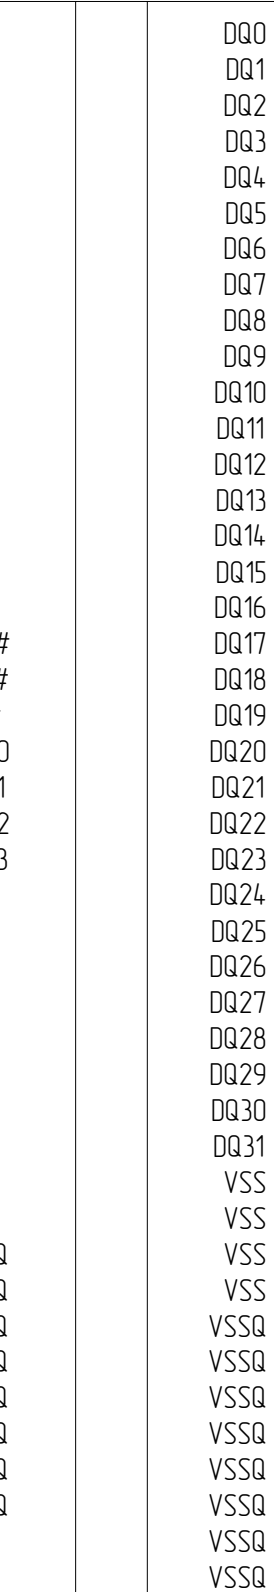 DQ0
DQ1
DQ2
DQ3
DQ4
DQ5
DQ6
DQ7
DQ8
DQ9
DQ10
DQ11
DQ12
DQ13
DQ14
DQ15
DQ16
DQ17
DQ18
DQ19
DQ20
DQ21
DQ22
DQ23
DQ24
DQ25
DQ26
DQ27
DQ28
DQ29
DQ30
DQ31
VSS
VSS
VSS
VSS
VSSQ
VSSQ
VSSQ
VSSQ
VSSQ
VSSQ
VSSQ
VSSQ